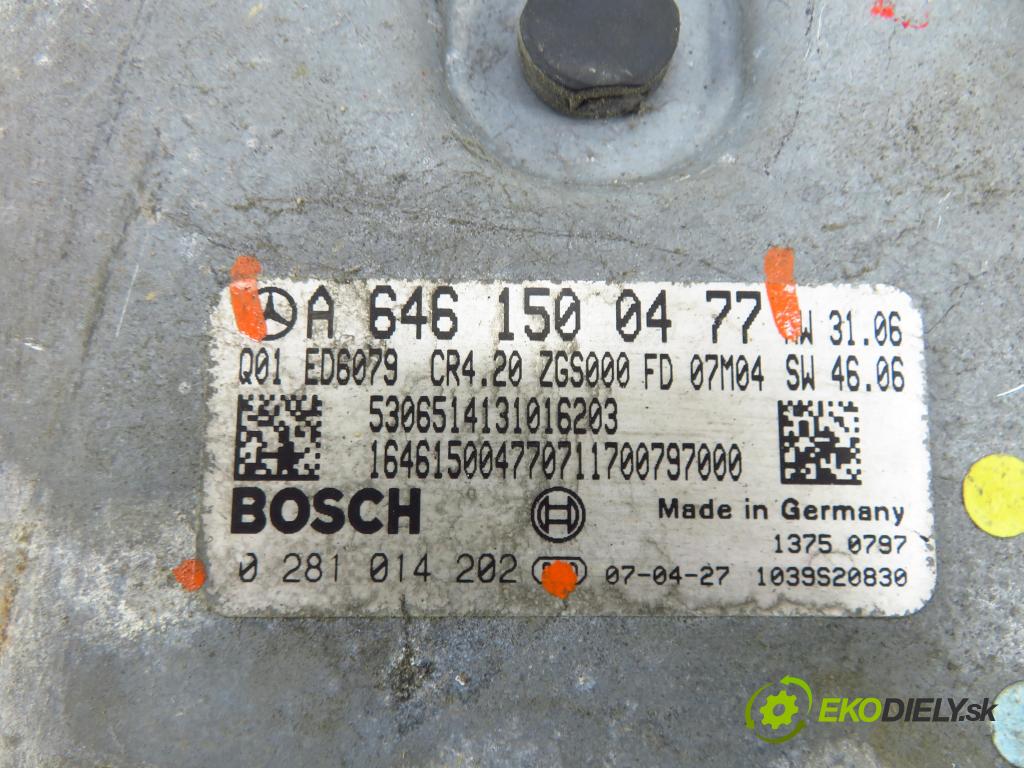 A 646 150 04 77 HW 31.06
Q01 ED6079 CR4.20 ZGS000 FD 07M04 SW 46.06
5306514131016203
164615004770711700797000
BOSCH Made in Germany
1375 0797
0 281 014 202 07-04-27 1039S20830
EKODIELY.sk